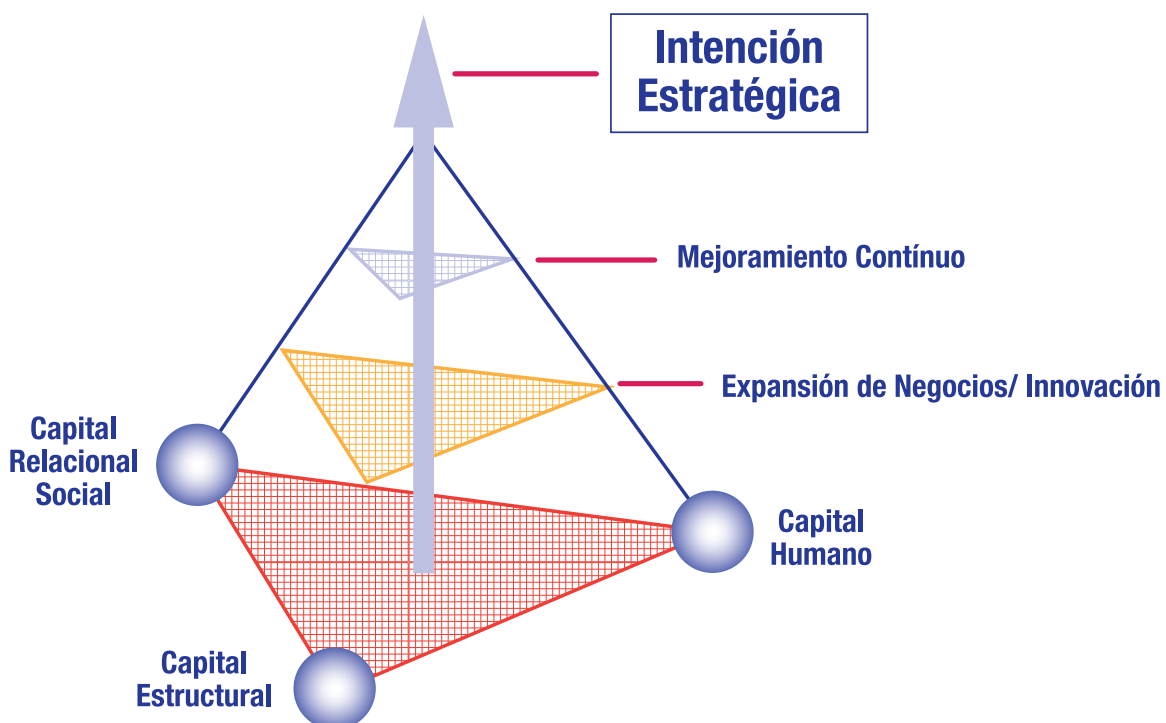 Intención
Estratégica
Mejoramiento Contínuo
Expansión de Negocios/ Innovación
Capital
Relacional
Social
Capital
Humano
Capital
Estructural